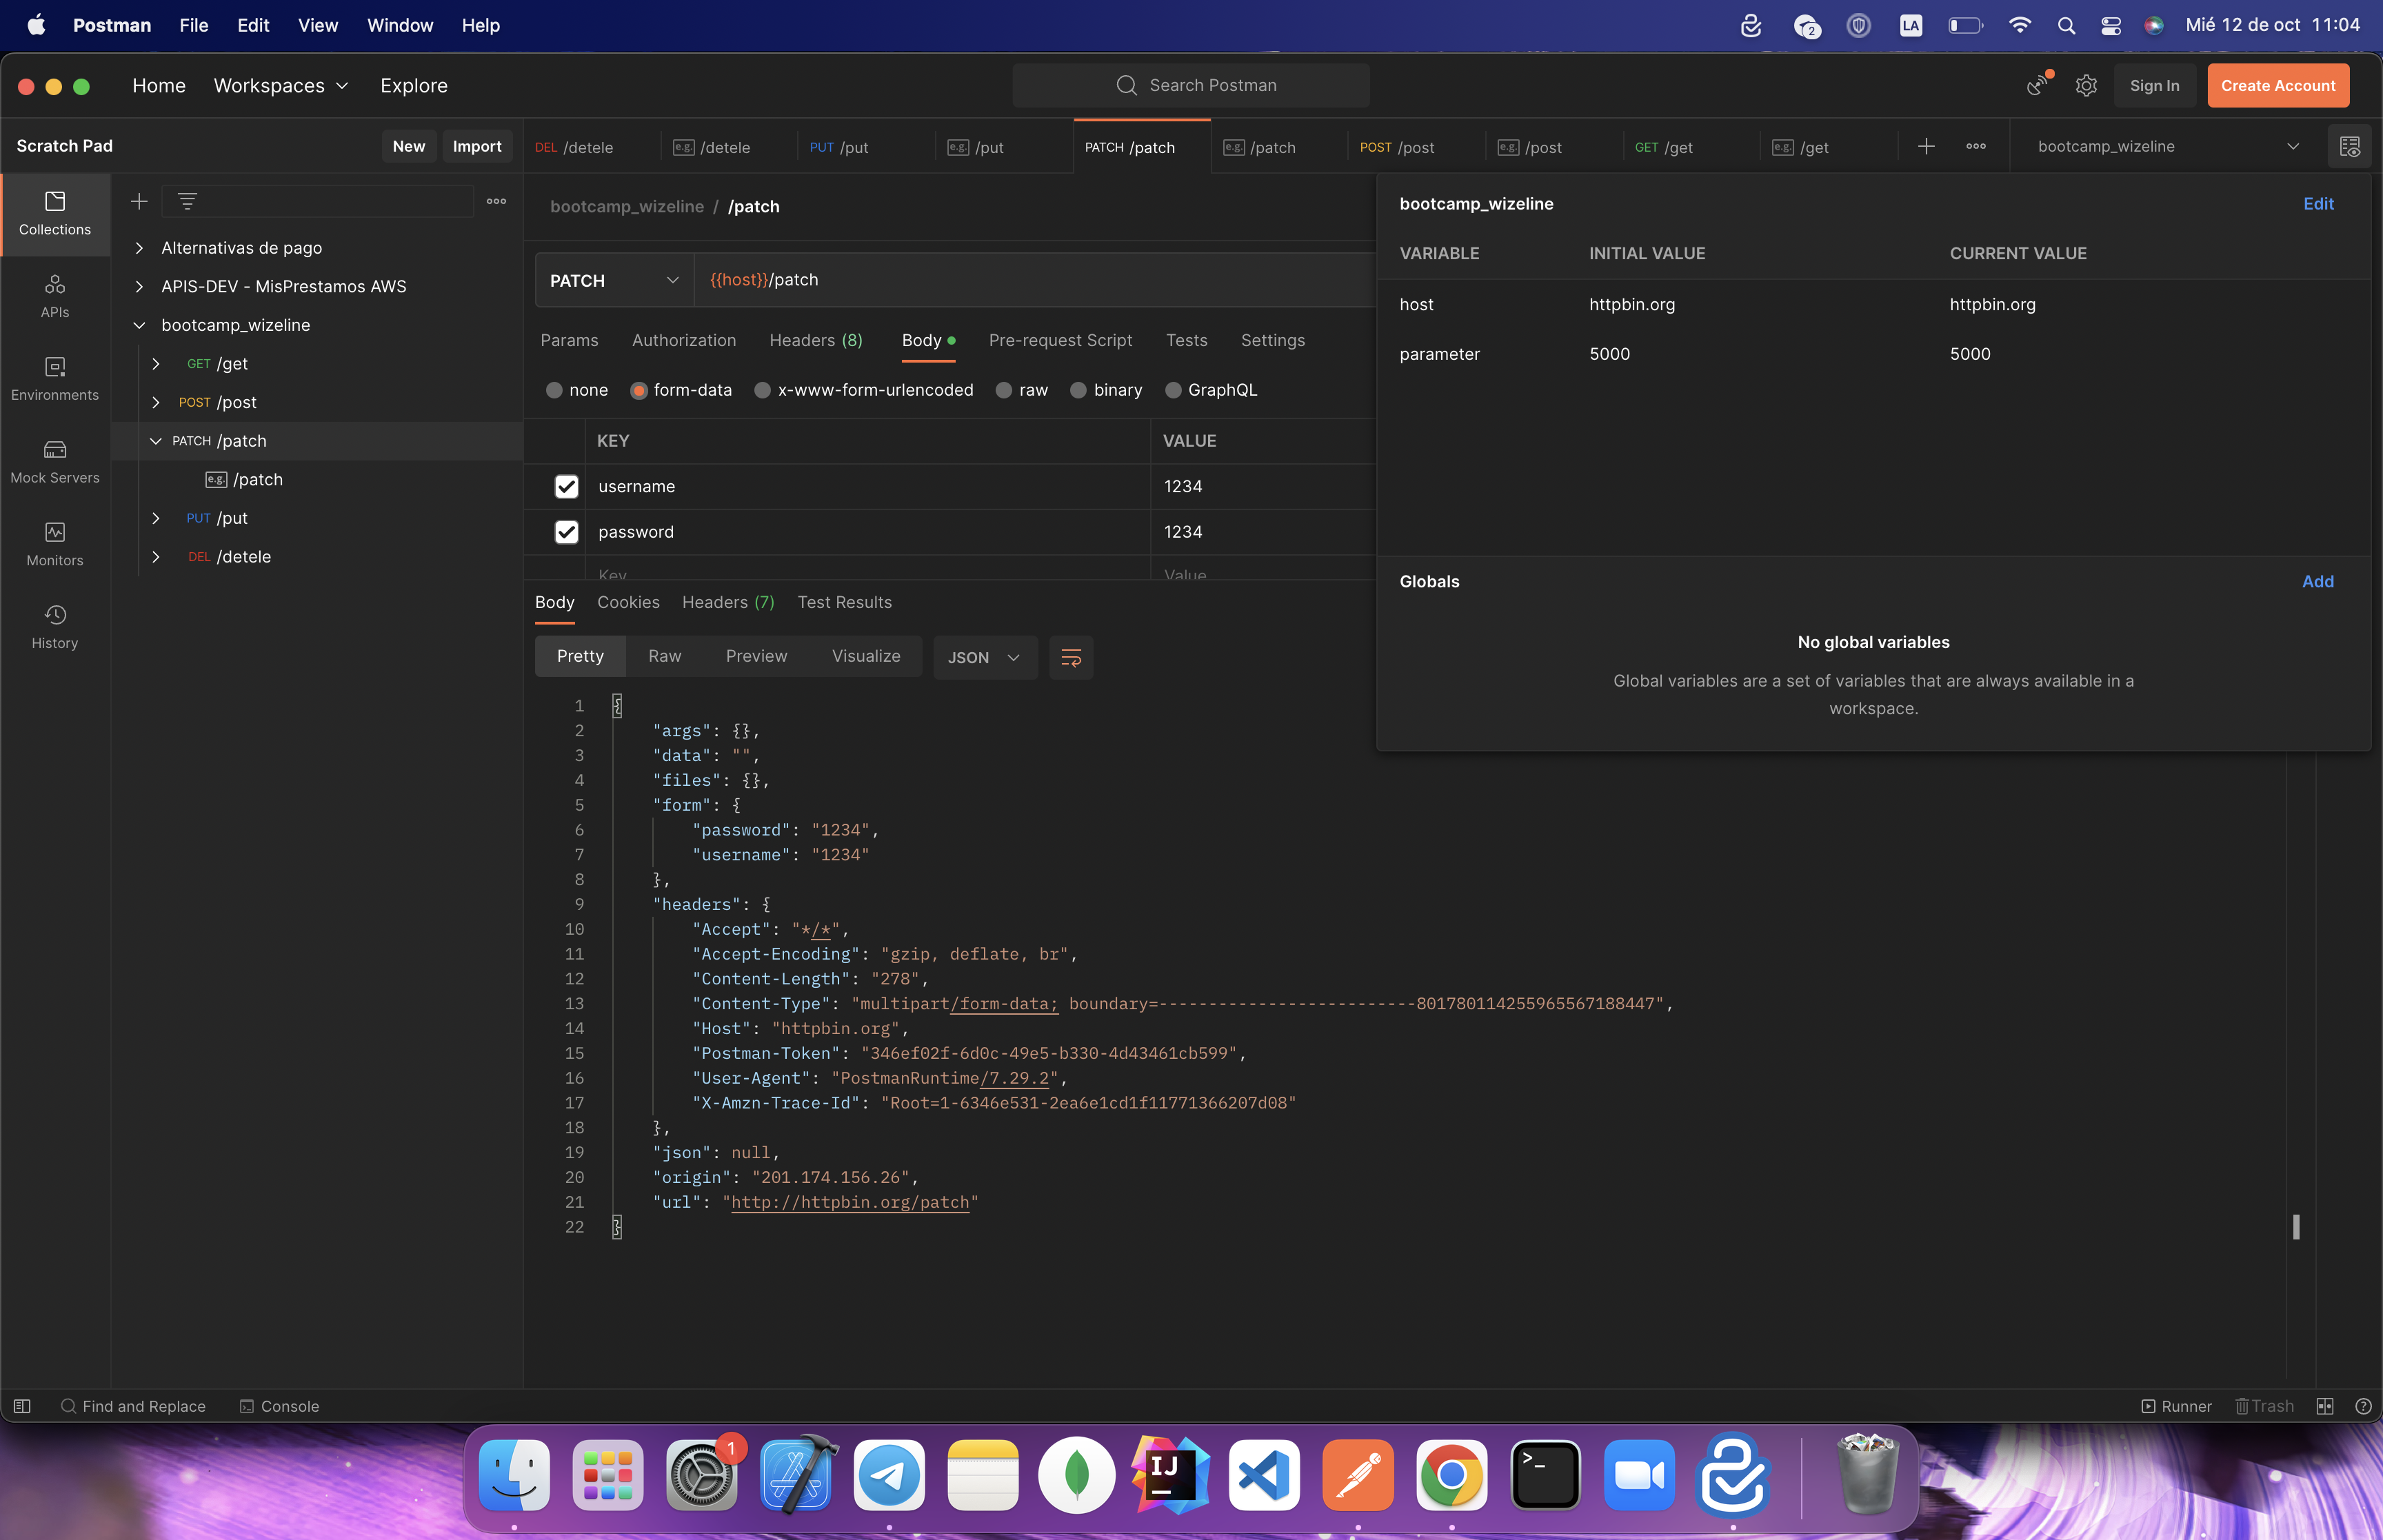 Postman File Edit View Window Help
2
LA
Mié 12 de oct 11:04
Home Workspaces Explore
Search Postman
Sign In
Create Account
Scratch Pad
New
Import
DEL /detele
e.g. /detele
PUT /put
e.g. /put
PATCH /patch
e.g. /patch
POST /post
e.g. /post
GET /get
e.g. /get
bootcamp_wizeline
Collections
APIs
Environments
Mock Servers
Monitors
History
Alternativas de pago
APIS-DEV - MisPrestamos AWS
bootcamp_wizeline
GET /get
POST /post
PATCH /patch
e.g. /patch
PUT /put
DEL /detele
bootcamp_wizeline / /patch
PATCH
{{host}}/patch
Params Authorization Headers (8) Body Pre-request Script Tests Settings
none form-data x-www-form-urlencoded raw binary GraphQL
KEY VALUE
username 1234
password 1234
Key Value
bootcamp_wizeline
Edit
VARIABLE INITIAL VALUE CURRENT VALUE
host httpbin.org httpbin.org
parameter 5000 5000
Globals
Add
No global variables
Global variables are a set of variables that are always available in a
workspace.
Body Cookies Headers (7) Test Results
Pretty Raw Preview Visualize JSON
1 {
2 "args": {},
3 "data": "",
4 "files": {},
5 "form": {
6 "password": "1234",
7 "username": "1234"
8 },
9 "headers": {
10 "Accept": "*/*",
11 "Accept-Encoding": "gzip, deflate, br",
12 "Content-Length": "278",
13 "Content-Type": "multipart/form-data; boundary=--------------------------801780114255965567188447",
14 "Host": "httpbin.org",
15 "Postman-Token": "346ef02f-6d0c-49e5-b330-4d43461cb599",
16 "User-Agent": "PostmanRuntime/7.29.2",
17 "X-Amzn-Trace-Id": "Root=1-6346e531-2ea6e1cd1f11771366207d08"
18 },
19 "json": null,
20 "origin": "201.174.156.26",
21 "url": "http://httpbin.org/patch"
22 }
Find and Replace
Console
Runner
Trash
1
IJ
>_